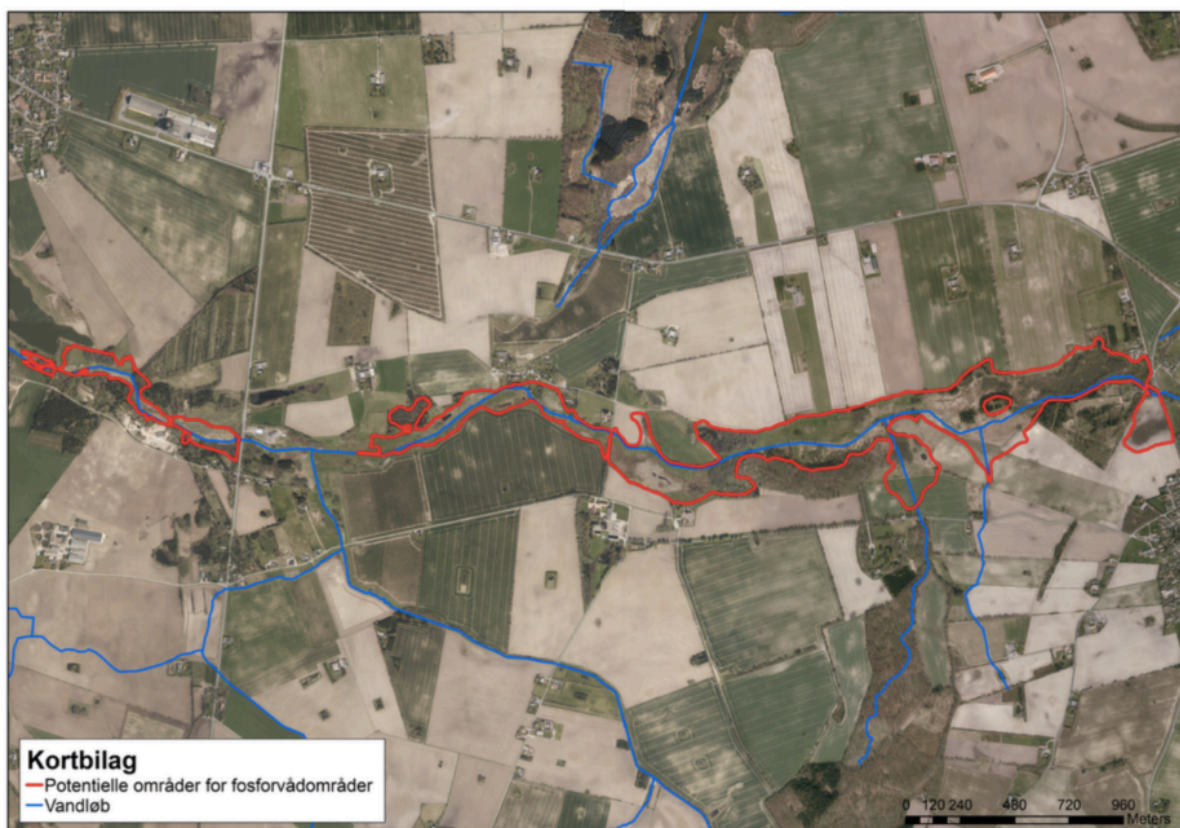 Kortbilag
Potentielle områder for fosforvådområder
Vandløb
0 120 240 480 720 960
Meters